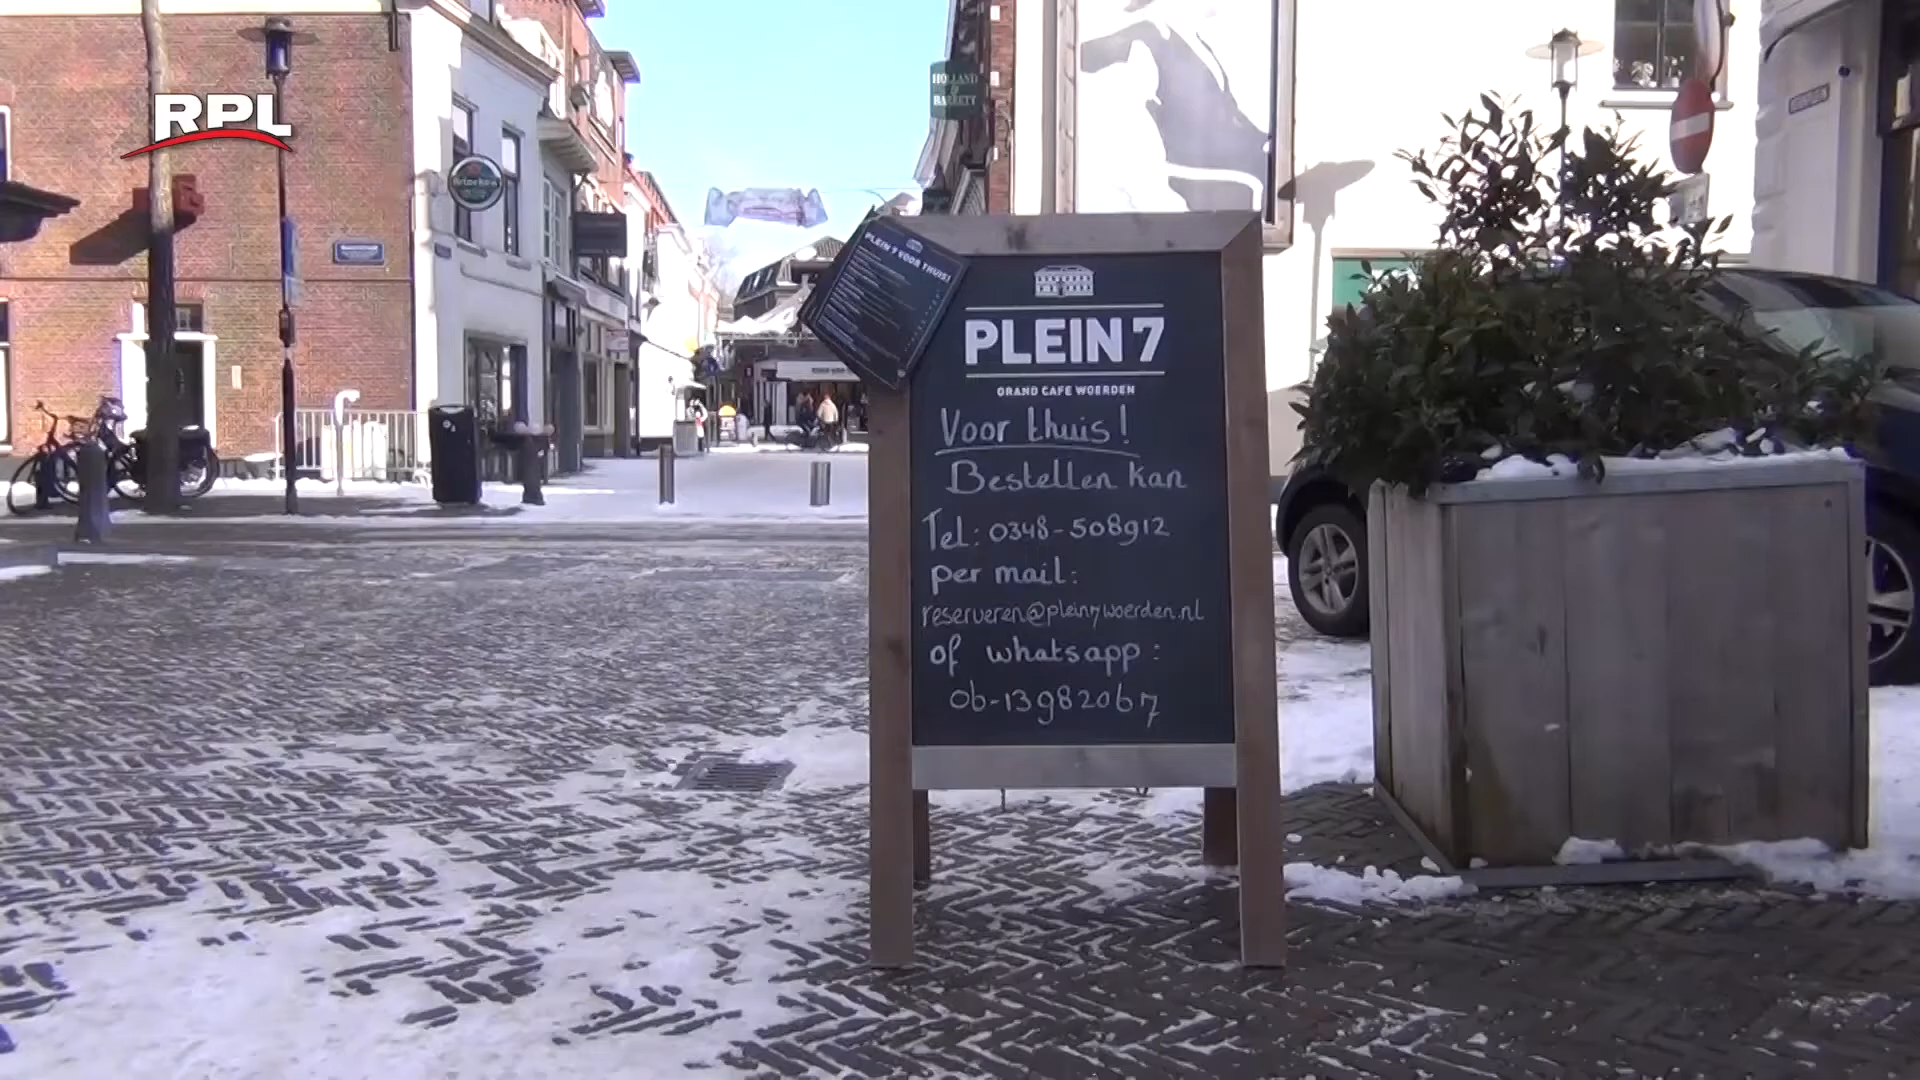 RPL
HOLLAND
&
BARRETT
Heineken
PLEIN 7 VOOR THUIS!
PLEIN 7
GRAND CAFE WOERDEN
Voor thuis!
Bestellen kan
Tel: 0348-508912
per mail:
reserveren@plein7woerden.nl
of whatsapp:
06-13982067